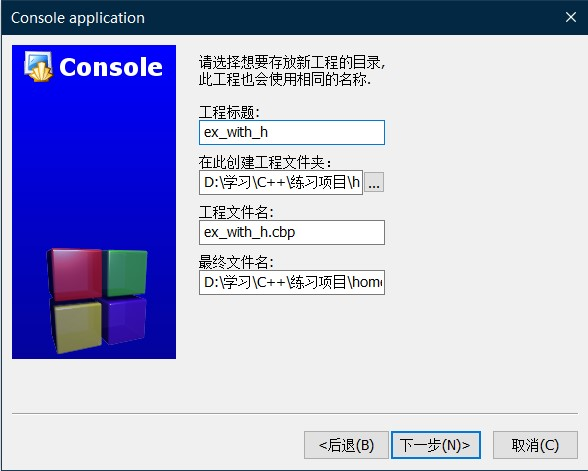 Console application
Console
请选择想要存放新工程的目录,
此工程也会使用相同的名称.
工程标题:
ex_with_h
在此创建工程文件夹:
D:\学习\C++\练习项目\h
...
工程文件名:
ex_with_h.cbp
最终文件名:
D:\学习\C++\练习项目\home
<后退(B)
下一步(N)>
取消(C)